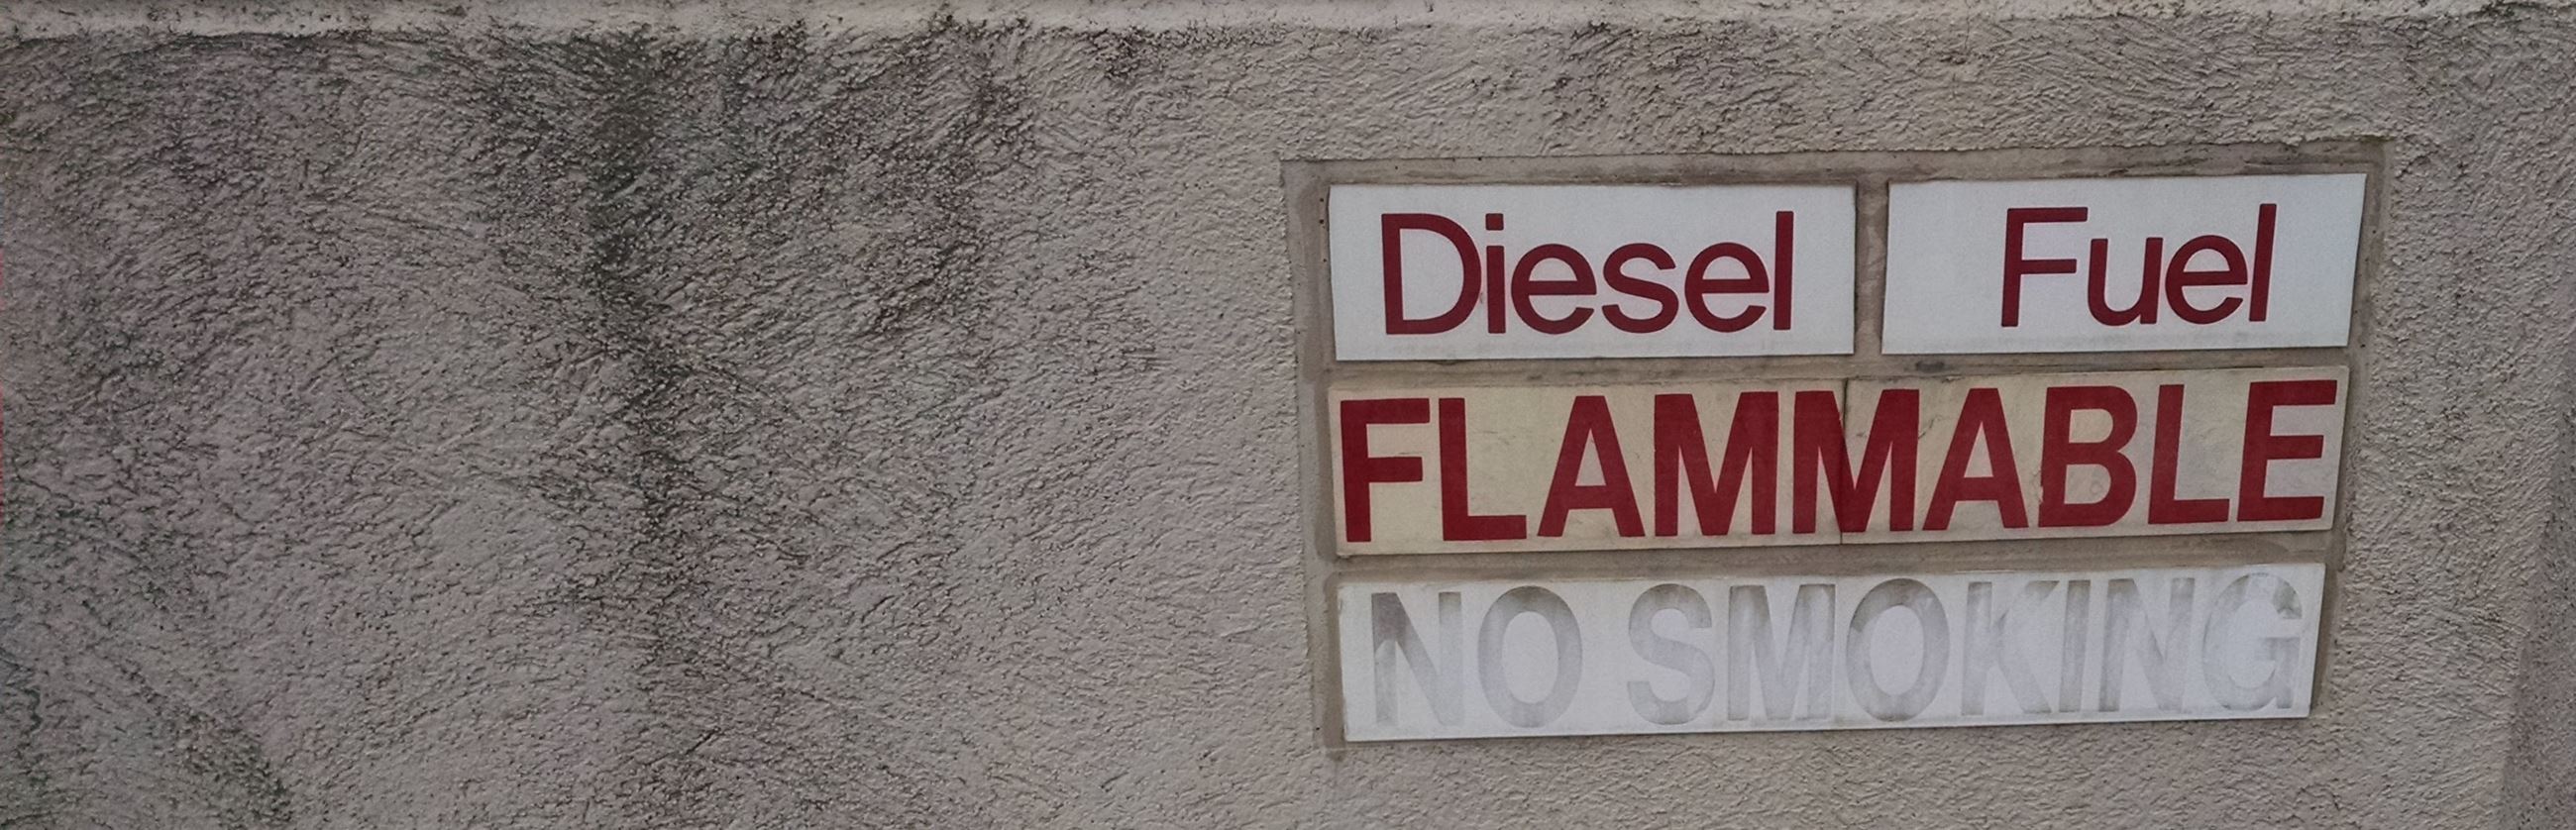 Diesel Fuel
FLAMMABLE
NO SMOKING